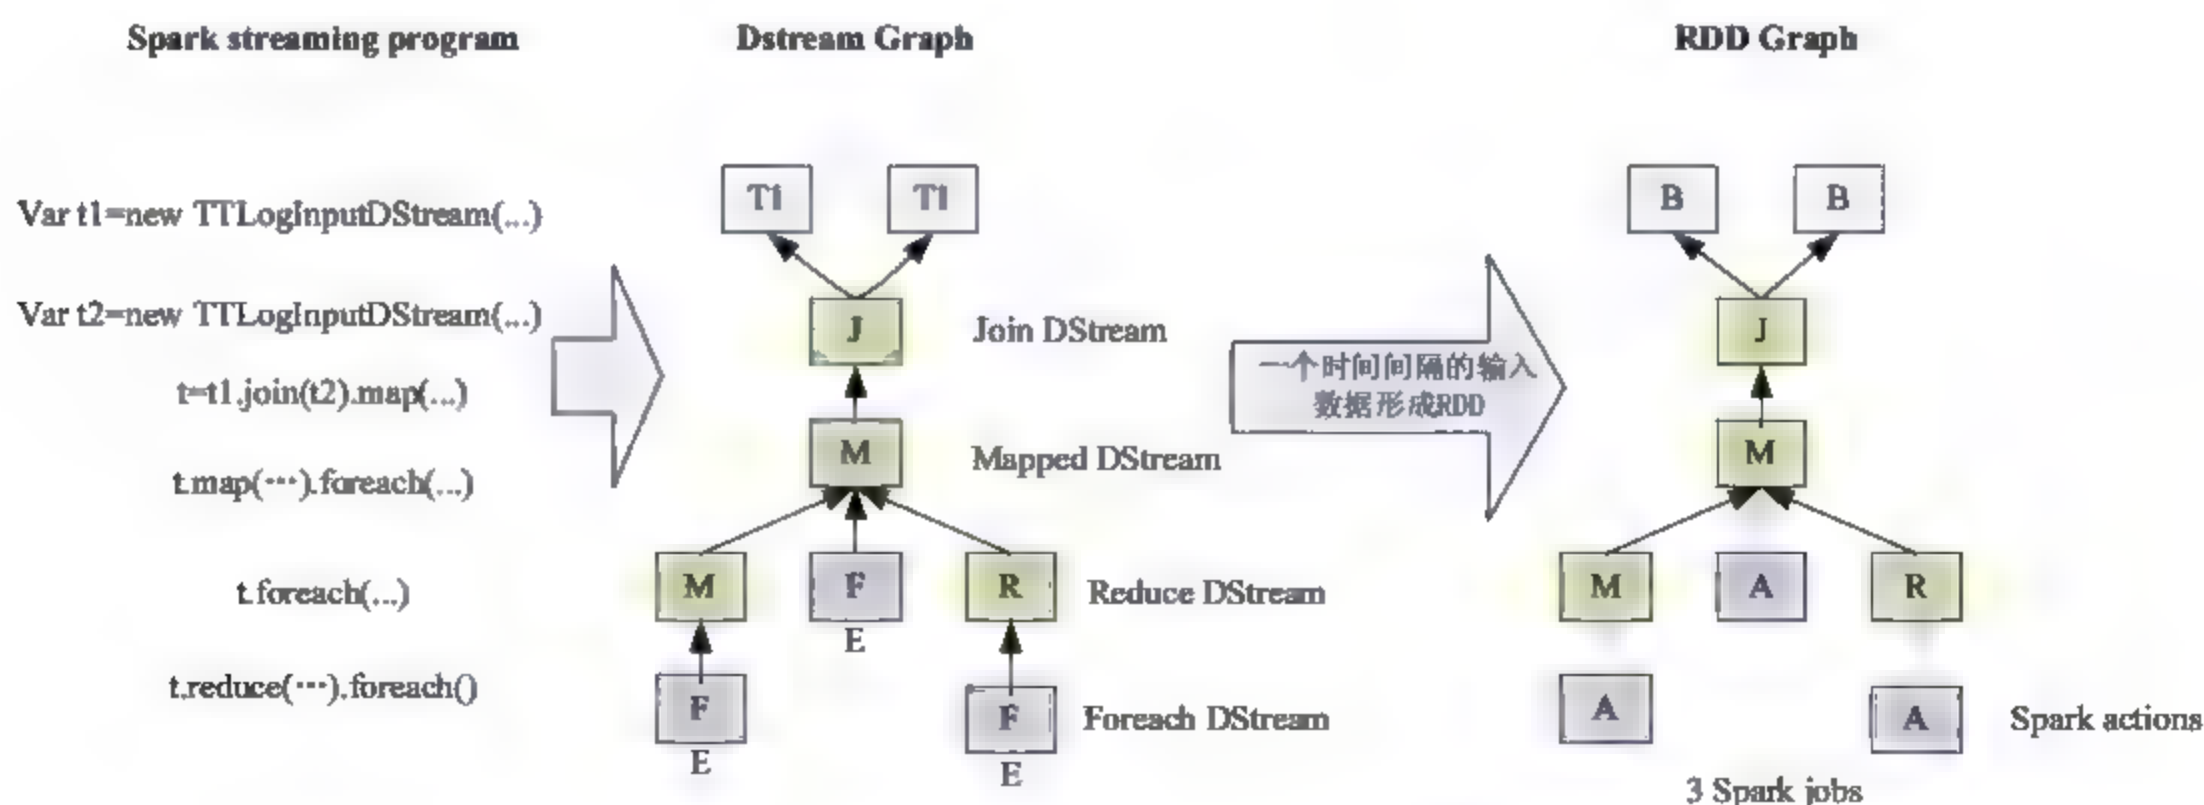 Spark streaming program
Dstream Graph
RDD Graph
Var t1=new TTLogInputDStream(...)
Var t2=new TTLogInputDStream(...)
t=t1.join(t2).map(...)
t.map(···).foreach(...)
t.foreach(...)
t.reduce(···).foreach()
T1
T1
J
Join DStream
M
Mapped DStream
M
F
R
Reduce DStream
E
F
F
Foreach DStream
E
E
一个时间间隔的输入
数据形成RDD
B
B
J
M
M
A
R
A
A
Spark actions
3 Spark jobs